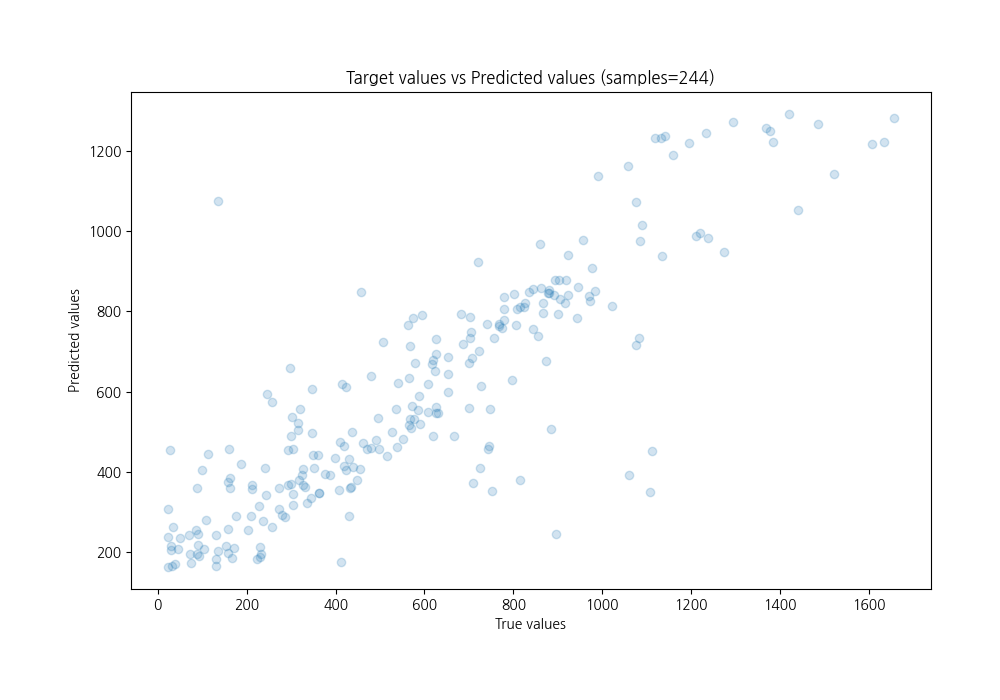 Target values vs Predicted values (samples=244)
Predicted values
1200
1000
800
600
400
200
0 200 400 600 800 1000 1200 1400 1600
True values